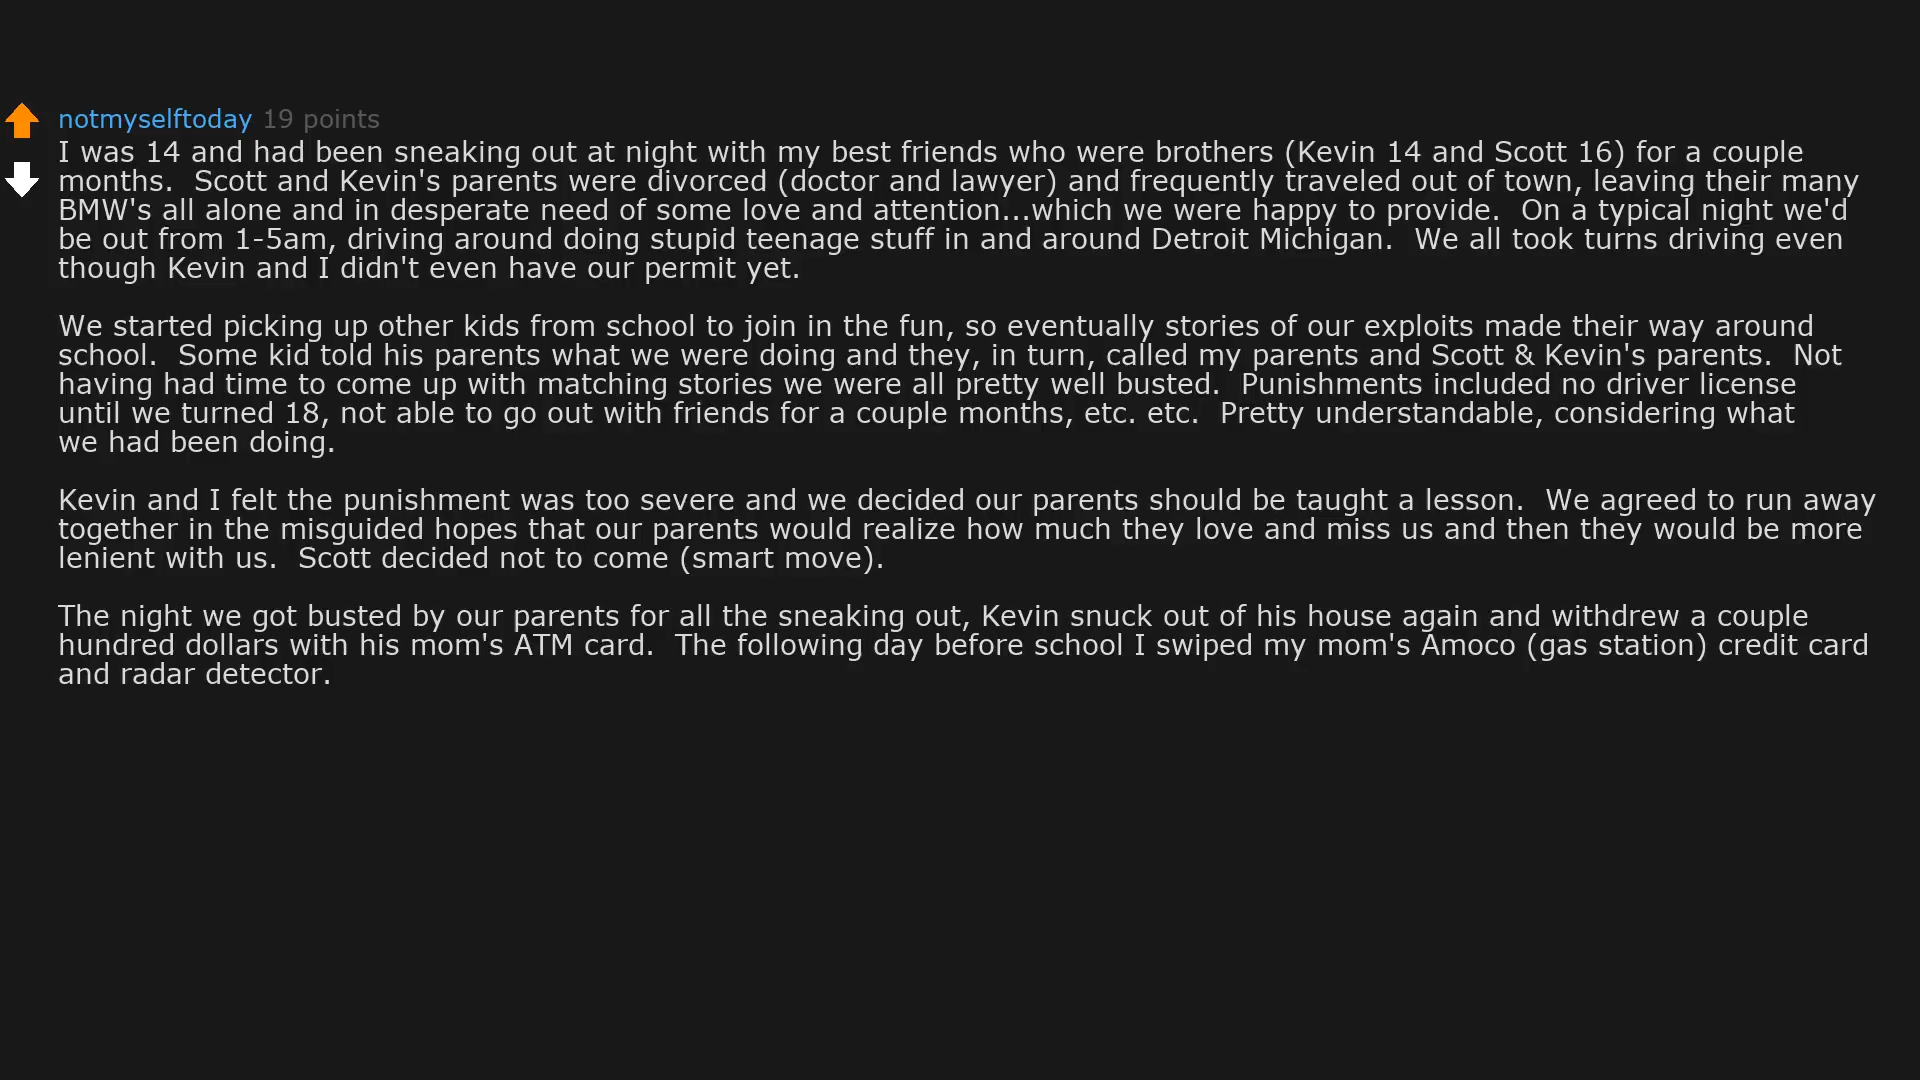 notmyselftoday 19 points
I was 14 and had been sneaking out at night with my best friends who were brothers (Kevin 14 and Scott 16) for a couple
months.  Scott and Kevin's parents were divorced (doctor and lawyer) and frequently traveled out of town, leaving their many
BMW's all alone and in desperate need of some love and attention...which we were happy to provide.  On a typical night we'd
be out from 1-5am, driving around doing stupid teenage stuff in and around Detroit Michigan.  We all took turns driving even
though Kevin and I didn't even have our permit yet.

We started picking up other kids from school to join in the fun, so eventually stories of our exploits made their way around
school.  Some kid told his parents what we were doing and they, in turn, called my parents and Scott & Kevin's parents.  Not
having had time to come up with matching stories we were all pretty well busted.  Punishments included no driver license
until we turned 18, not able to go out with friends for a couple months, etc. etc.  Pretty understandable, considering what
we had been doing.

Kevin and I felt the punishment was too severe and we decided our parents should be taught a lesson.  We agreed to run away
together in the misguided hopes that our parents would realize how much they love and miss us and then they would be more
lenient with us.  Scott decided not to come (smart move).

The night we got busted by our parents for all the sneaking out, Kevin snuck out of his house again and withdrew a couple
hundred dollars with his mom's ATM card.  The following day before school I swiped my mom's Amoco (gas station) credit card
and radar detector.